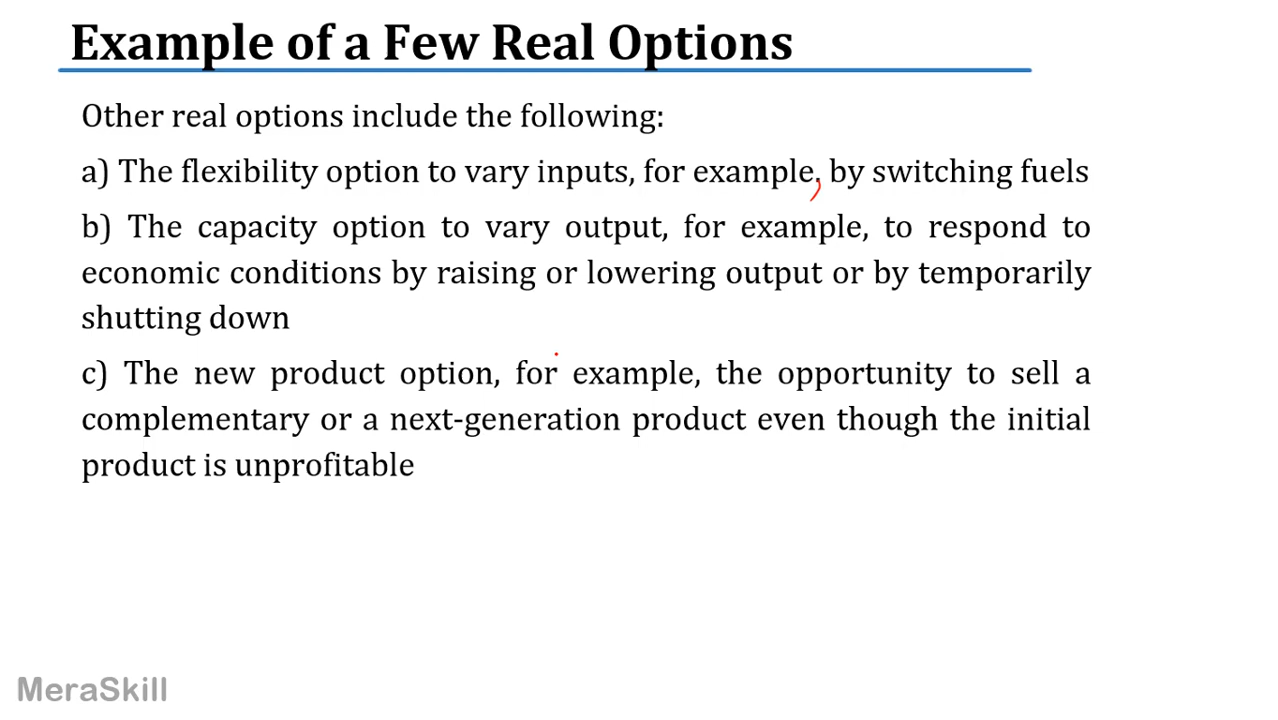 Example of a Few Real Options
Other real options include the following:
a) The flexibility option to vary inputs, for example, by switching fuels
b) The capacity option to vary output, for example, to respond to
economic conditions by raising or lowering output or by temporarily
shutting down
c) The new product option, for example, the opportunity to sell a
complementary or a next-generation product even though the initial
product is unprofitable
MeraSkill